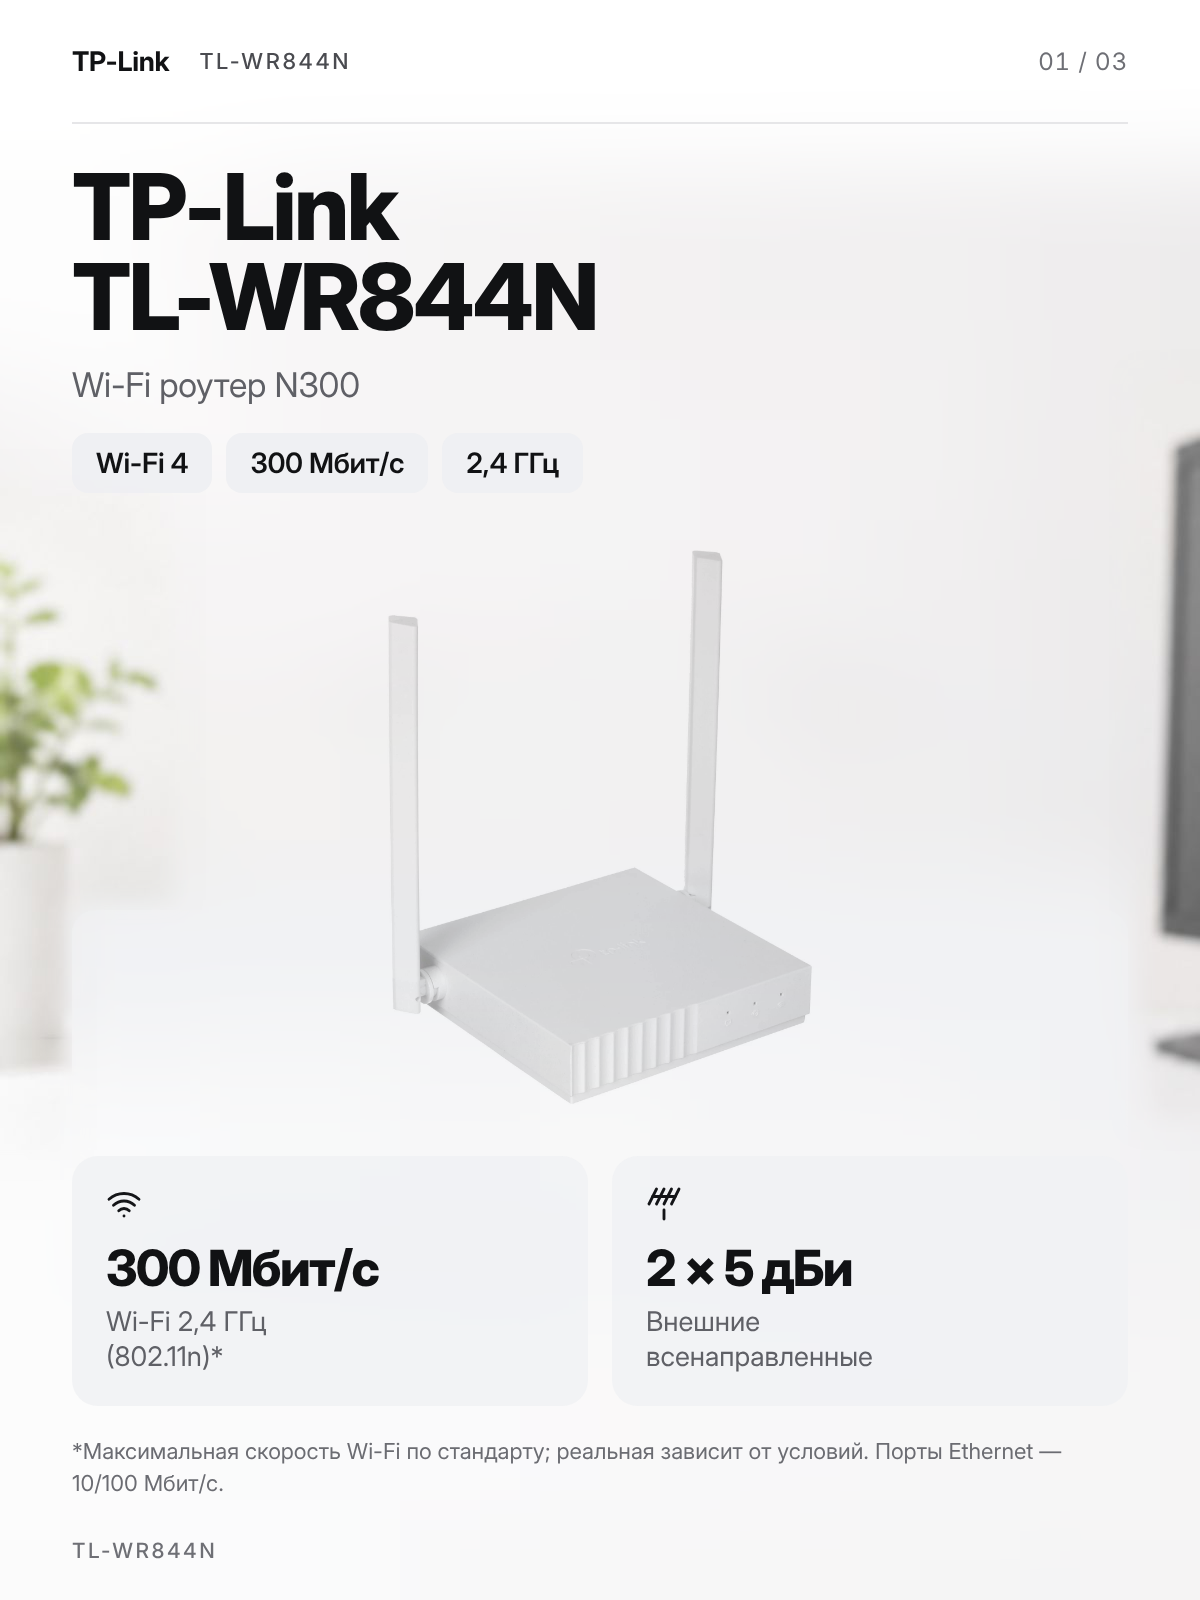 TP-Link TL-WR844N 01 / 03
TP-Link
TL-WR844N
Wi-Fi роутер N300
Wi-Fi 4 300 Мбит/с 2,4 ГГц
300 Мбит/с
Wi-Fi 2,4 ГГц
(802.11n)*
2 × 5 дБи
Внешние
всенаправленные
*Максимальная скорость Wi-Fi по стандарту; реальная зависит от условий. Порты Ethernet —
10/100 Мбит/с.
TL-WR844N